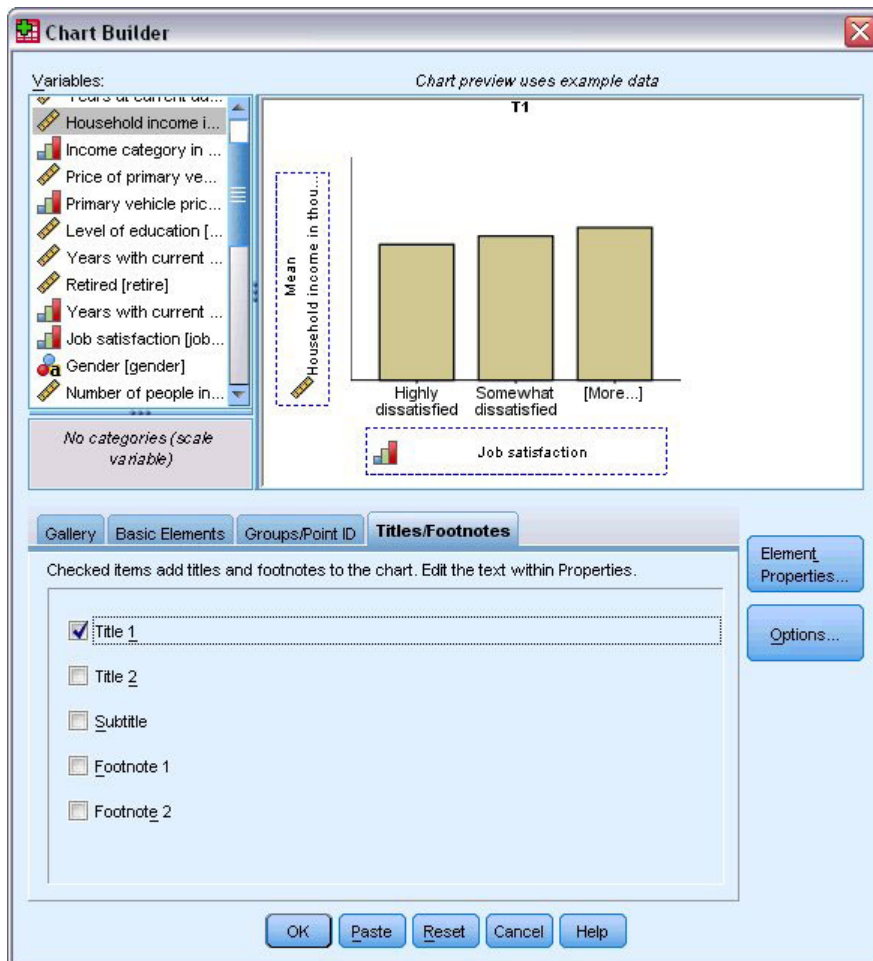 Chart Builder
Variables:
Chart preview uses example data
Household income i...
Income category in ...
Price of primary ve...
Primary vehicle pric...
Level of education [...
Years with current ...
Retired [retire]
Years with current ...
Job satisfaction [job...
Gender [gender]
Number of people in...
No categories (scale
variable)
T1
Mean
Household income in thou...
Highly
dissatisfied
Somewhat
dissatisfied
[More...]
Job satisfaction
Gallery
Basic Elements
Groups/Point ID
Titles/Footnotes
Checked items add titles and footnotes to the chart. Edit the text within Properties.
Title 1
Title 2
Subtitle
Footnote 1
Footnote 2
Element
Properties...
Options...
OK
Paste
Reset
Cancel
Help